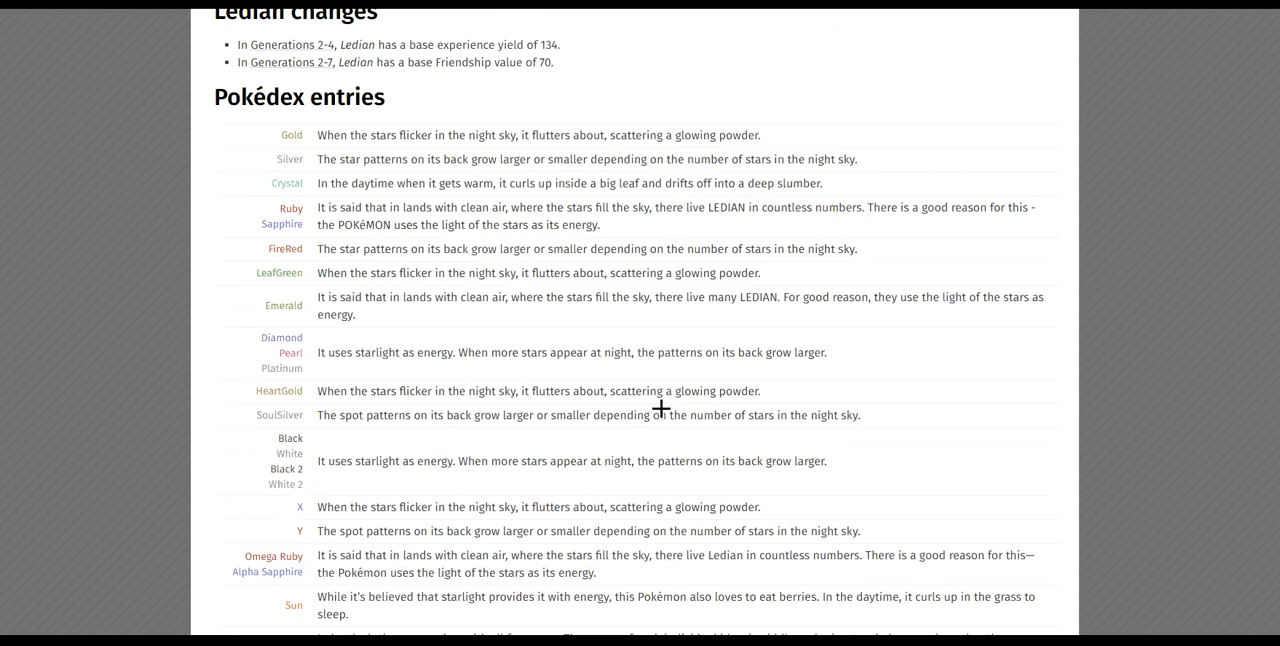 Ledian changes
• In Generations 2-4, Ledian has a base experience yield of 134.
• In Generations 2-7, Ledian has a base Friendship value of 70.
Pokédex entries
Gold When the stars flicker in the night sky, it flutters about, scattering a glowing powder.
Silver The star patterns on its back grow larger or smaller depending on the number of stars in the night sky.
Crystal In the daytime when it gets warm, it curls up inside a big leaf and drifts off into a deep slumber.
Ruby
Sapphire
It is said that in lands with clean air, where the stars fill the sky, there live LEDIAN in countless numbers. There is a good reason for this -
the POKéMON uses the light of the stars as its energy.
FireRed The star patterns on its back grow larger or smaller depending on the number of stars in the night sky.
LeafGreen When the stars flicker in the night sky, it flutters about, scattering a glowing powder.
Emerald
It is said that in lands with clean air, where the stars fill the sky, there live many LEDIAN. For good reason, they use the light of the stars as
energy.
Diamond
Pearl
Platinum
It uses starlight as energy. When more stars appear at night, the patterns on its back grow larger.
HeartGold When the stars flicker in the night sky, it flutters about, scattering a glowing powder.
SoulSilver The spot patterns on its back grow larger or smaller depending on the number of stars in the night sky.
Black
White
Black 2
White 2
It uses starlight as energy. When more stars appear at night, the patterns on its back grow larger.
X When the stars flicker in the night sky, it flutters about, scattering a glowing powder.
Y The spot patterns on its back grow larger or smaller depending on the number of stars in the night sky.
Omega Ruby
Alpha Sapphire
It is said that in lands with clean air, where the stars fill the sky, there live Ledian in countless numbers. There is a good reason for this—
the Pokémon uses the light of the stars as its energy.
Sun
While it's believed that starlight provides it with energy, this Pokémon also loves to eat berries. In the daytime, it curls up in the grass to
sleep.